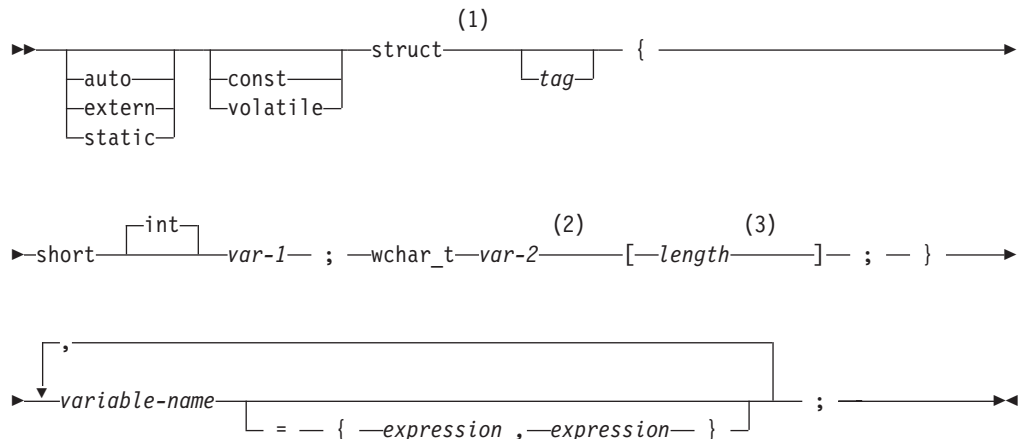 (1)
struct {
auto const tag
extern volatile
static
int (2) (3)
short var-1 ; wchar_t var-2 [ length ] ; }
,
variable-name ;
= { expression , expression }